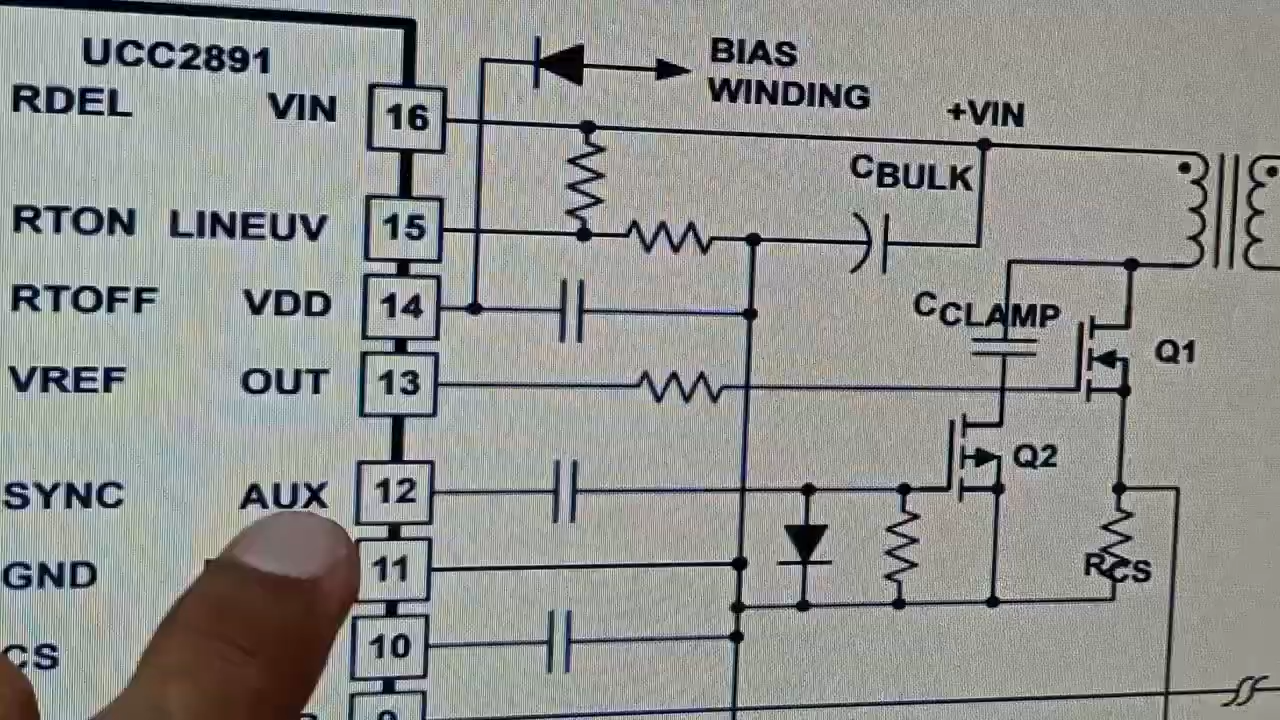 UCC2891
BIAS
WINDING
RDEL VIN 16
+VIN
CBULK
RTON LINEUV 15
RTOFF VDD 14
CCLAMP
Q1
VREF OUT 13
Q2
SYNC AUX 12
GND 11
RCS
CS 10